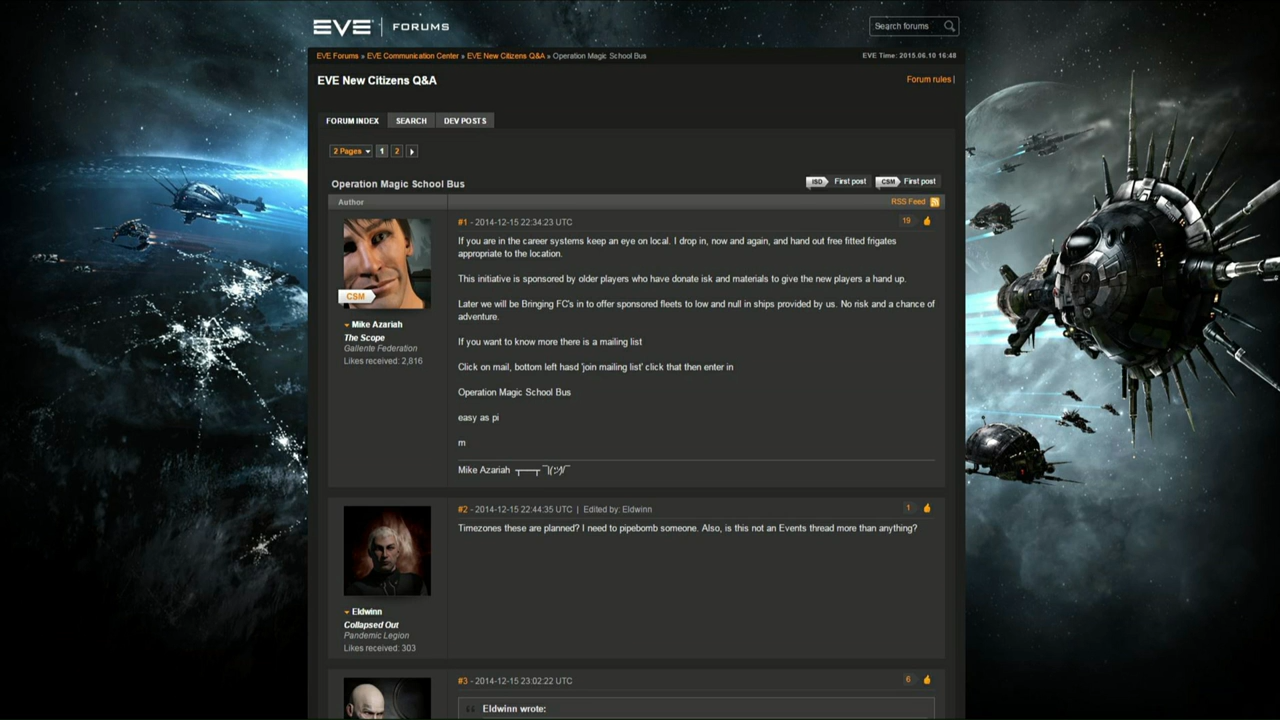 EVE FORUMS
Search forums
EVE Forums » EVE Communication Center » EVE New Citizens Q&A » Operation Magic School Bus
EVE Time: 2015.06.10 16:48
EVE New Citizens Q&A
Forum rules |
FORUM INDEX SEARCH DEV POSTS
2 Pages 1 2
Operation Magic School Bus
ISD First post CSM First post
Author
RSS Feed
CSM
Mike Azariah
The Scope
Gallente Federation
Likes received: 2,816
#1 - 2014-12-15 22:34:23 UTC
19
If you are in the career systems keep an eye on local. I drop in, now and again, and hand out free fitted frigates
appropriate to the location.
This initiative is sponsored by older players who have donate isk and materials to give the new players a hand up.
Later we will be Bringing FC's in to offer sponsored fleets to low and null in ships provided by us. No risk and a chance of
adventure.
If you want to know more there is a mailing list
Click on mail, bottom left hasd 'join mailing list' click that then enter in
Operation Magic School Bus
easy as pi
m
Mike Azariah
Eldwinn
Collapsed Out
Pandemic Legion
Likes received: 303
#2 - 2014-12-15 22:44:35 UTC | Edited by: Eldwinn
1
Timezones these are planned? I need to pipebomb someone. Also, is this not an Events thread more than anything?
#3 - 2014-12-15 23:02:22 UTC
6
Eldwinn wrote: